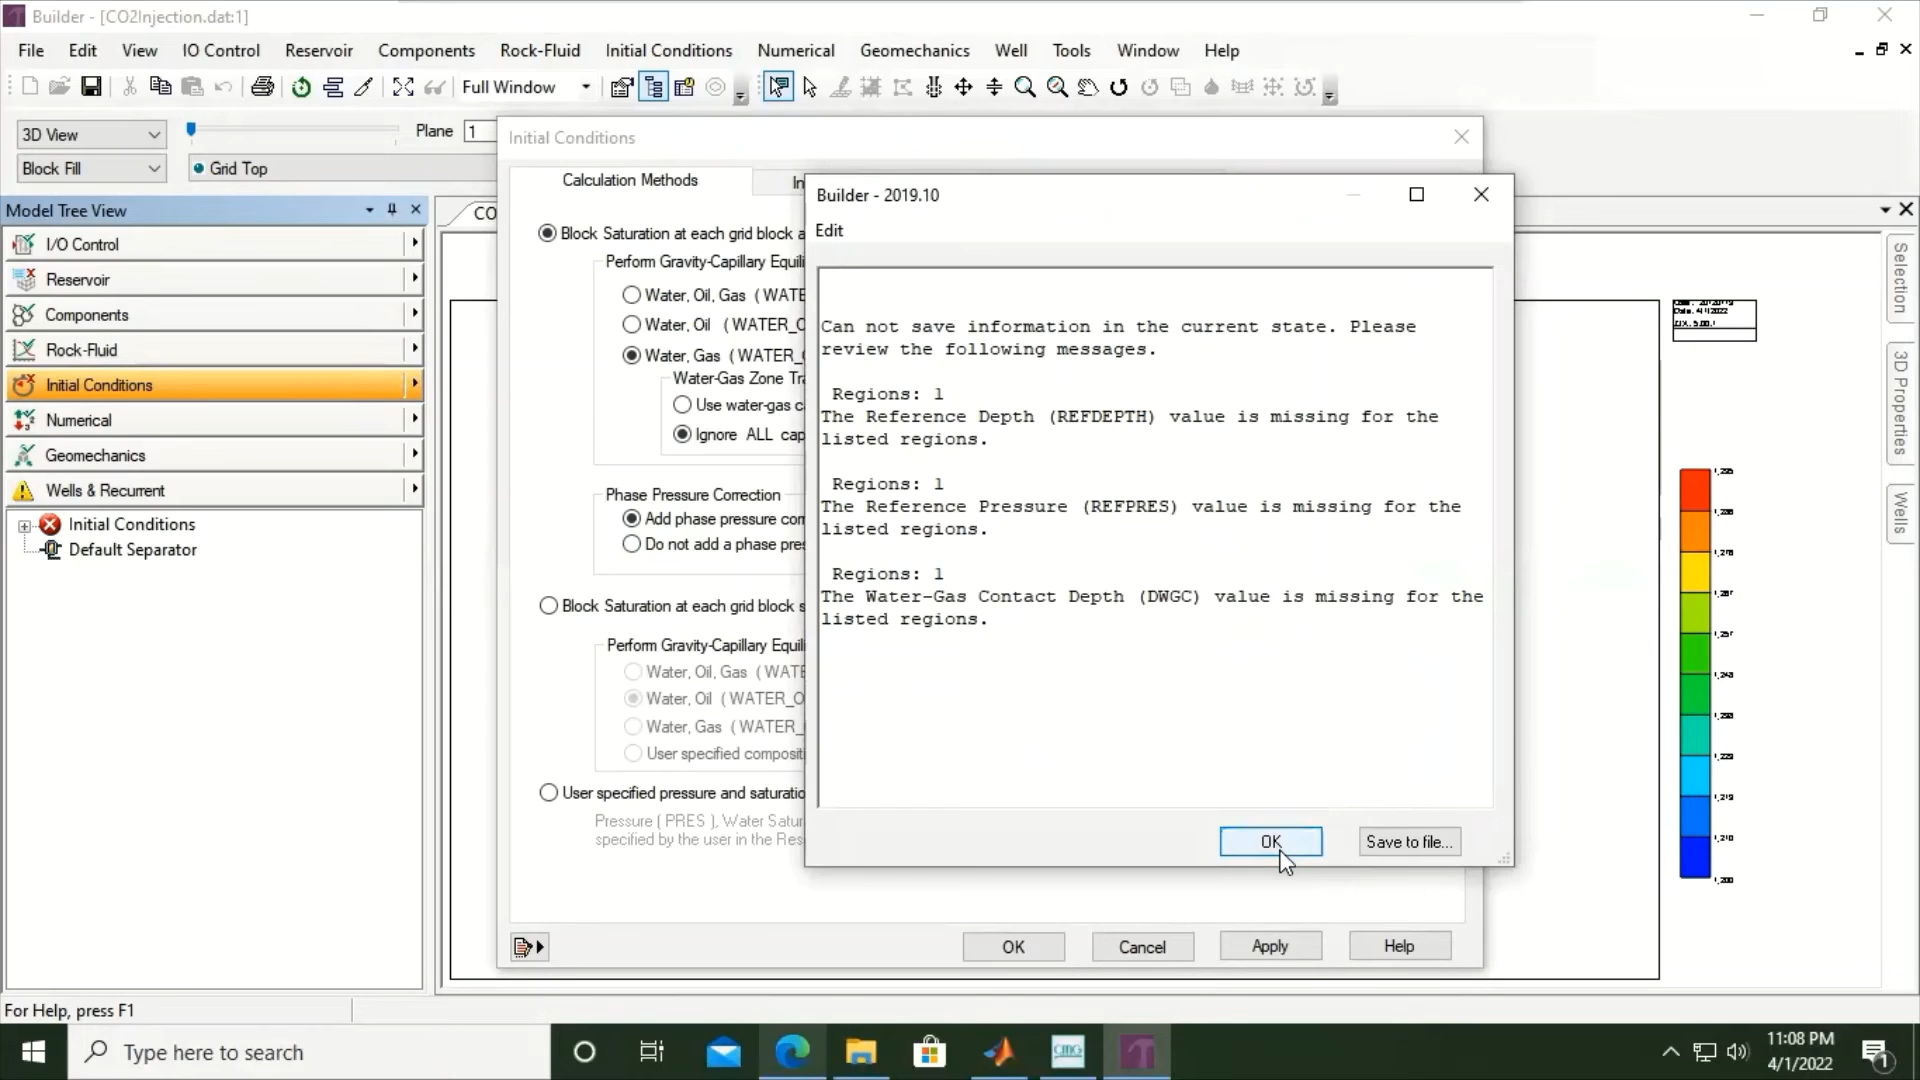 Builder - [CO2Injection.dat:1]
File Edit View IO Control Reservoir Components Rock-Fluid Initial Conditions Numerical Geomechanics Well Tools Window Help
Full Window
3D View
Plane 1
Block Fill
Grid Top
Model Tree View
I/O Control
Reservoir
Components
Rock-Fluid
Initial Conditions
Numerical
Geomechanics
Wells & Recurrent
Initial Conditions
Default Separator
CO
Initial Conditions
Calculation Methods
In
Block Saturation at each grid block a
Perform Gravity-Capillary Equili
Water, Oil, Gas ( WATE
Water, Oil ( WATER_O
Water, Gas ( WATER_
Water-Gas Zone Tra
Use water-gas c
Ignore ALL cap
Phase Pressure Correction
Add phase pressure corr
Do not add a phase pres
Block Saturation at each grid block s
Perform Gravity-Capillary Equili
Water, Oil, Gas ( WATE
Water, Oil ( WATER_O
Water, Gas ( WATER_
User specified compositi
User specified pressure and saturatio
Pressure ( PRES ), Water Satur
specified by the user in the Res
OK
Cancel
Apply
Help
Builder - 2019.10
Edit
Can not save information in the current state. Please
review the following messages.
Regions: 1
The Reference Depth (REFDEPTH) value is missing for the
listed regions.
Regions: 1
The Reference Pressure (REFPRES) value is missing for the
listed regions.
Regions: 1
The Water-Gas Contact Depth (DWGC) value is missing for the
listed regions.
OK
Save to file...
Selection
3D Properties
Wells
For Help, press F1
Type here to search
CMG
11:08 PM
4/1/2022
1